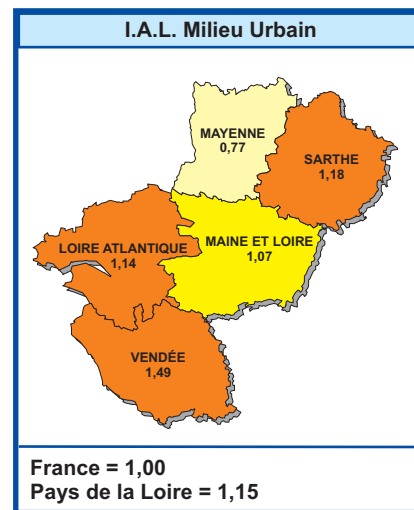 I.A.L. Milieu Urbain
MAYENNE
0,77
SARTHE
1,18
LOIRE ATLANTIQUE
1,14
MAINE ET LOIRE
1,07
VENDÉE
1,49
France = 1,00
Pays de la Loire = 1,15